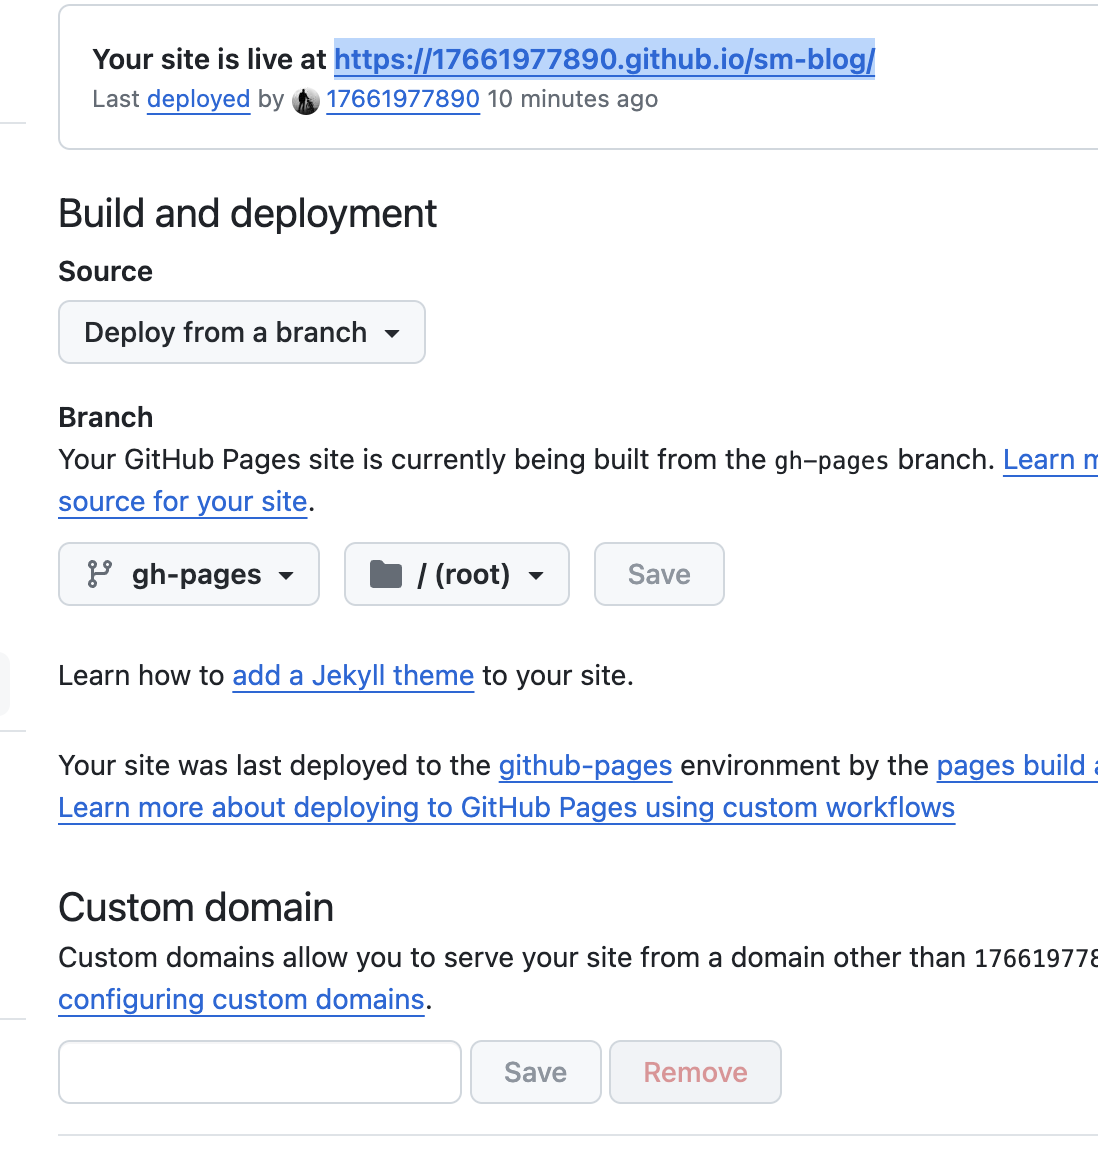 Your site is live at https://17661977890.github.io/sm-blog/
Last deployed by 17661977890 10 minutes ago
Build and deployment
Source
Deploy from a branch
Branch
Your GitHub Pages site is currently being built from the gh-pages branch. Learn
source for your site.
gh-pages / (root) Save
Learn how to add a Jekyll theme to your site.
Your site was last deployed to the github-pages environment by the pages build
Learn more about deploying to GitHub Pages using custom workflows
Custom domain
Custom domains allow you to serve your site from a domain other than 17661977
configuring custom domains.
Save Remove